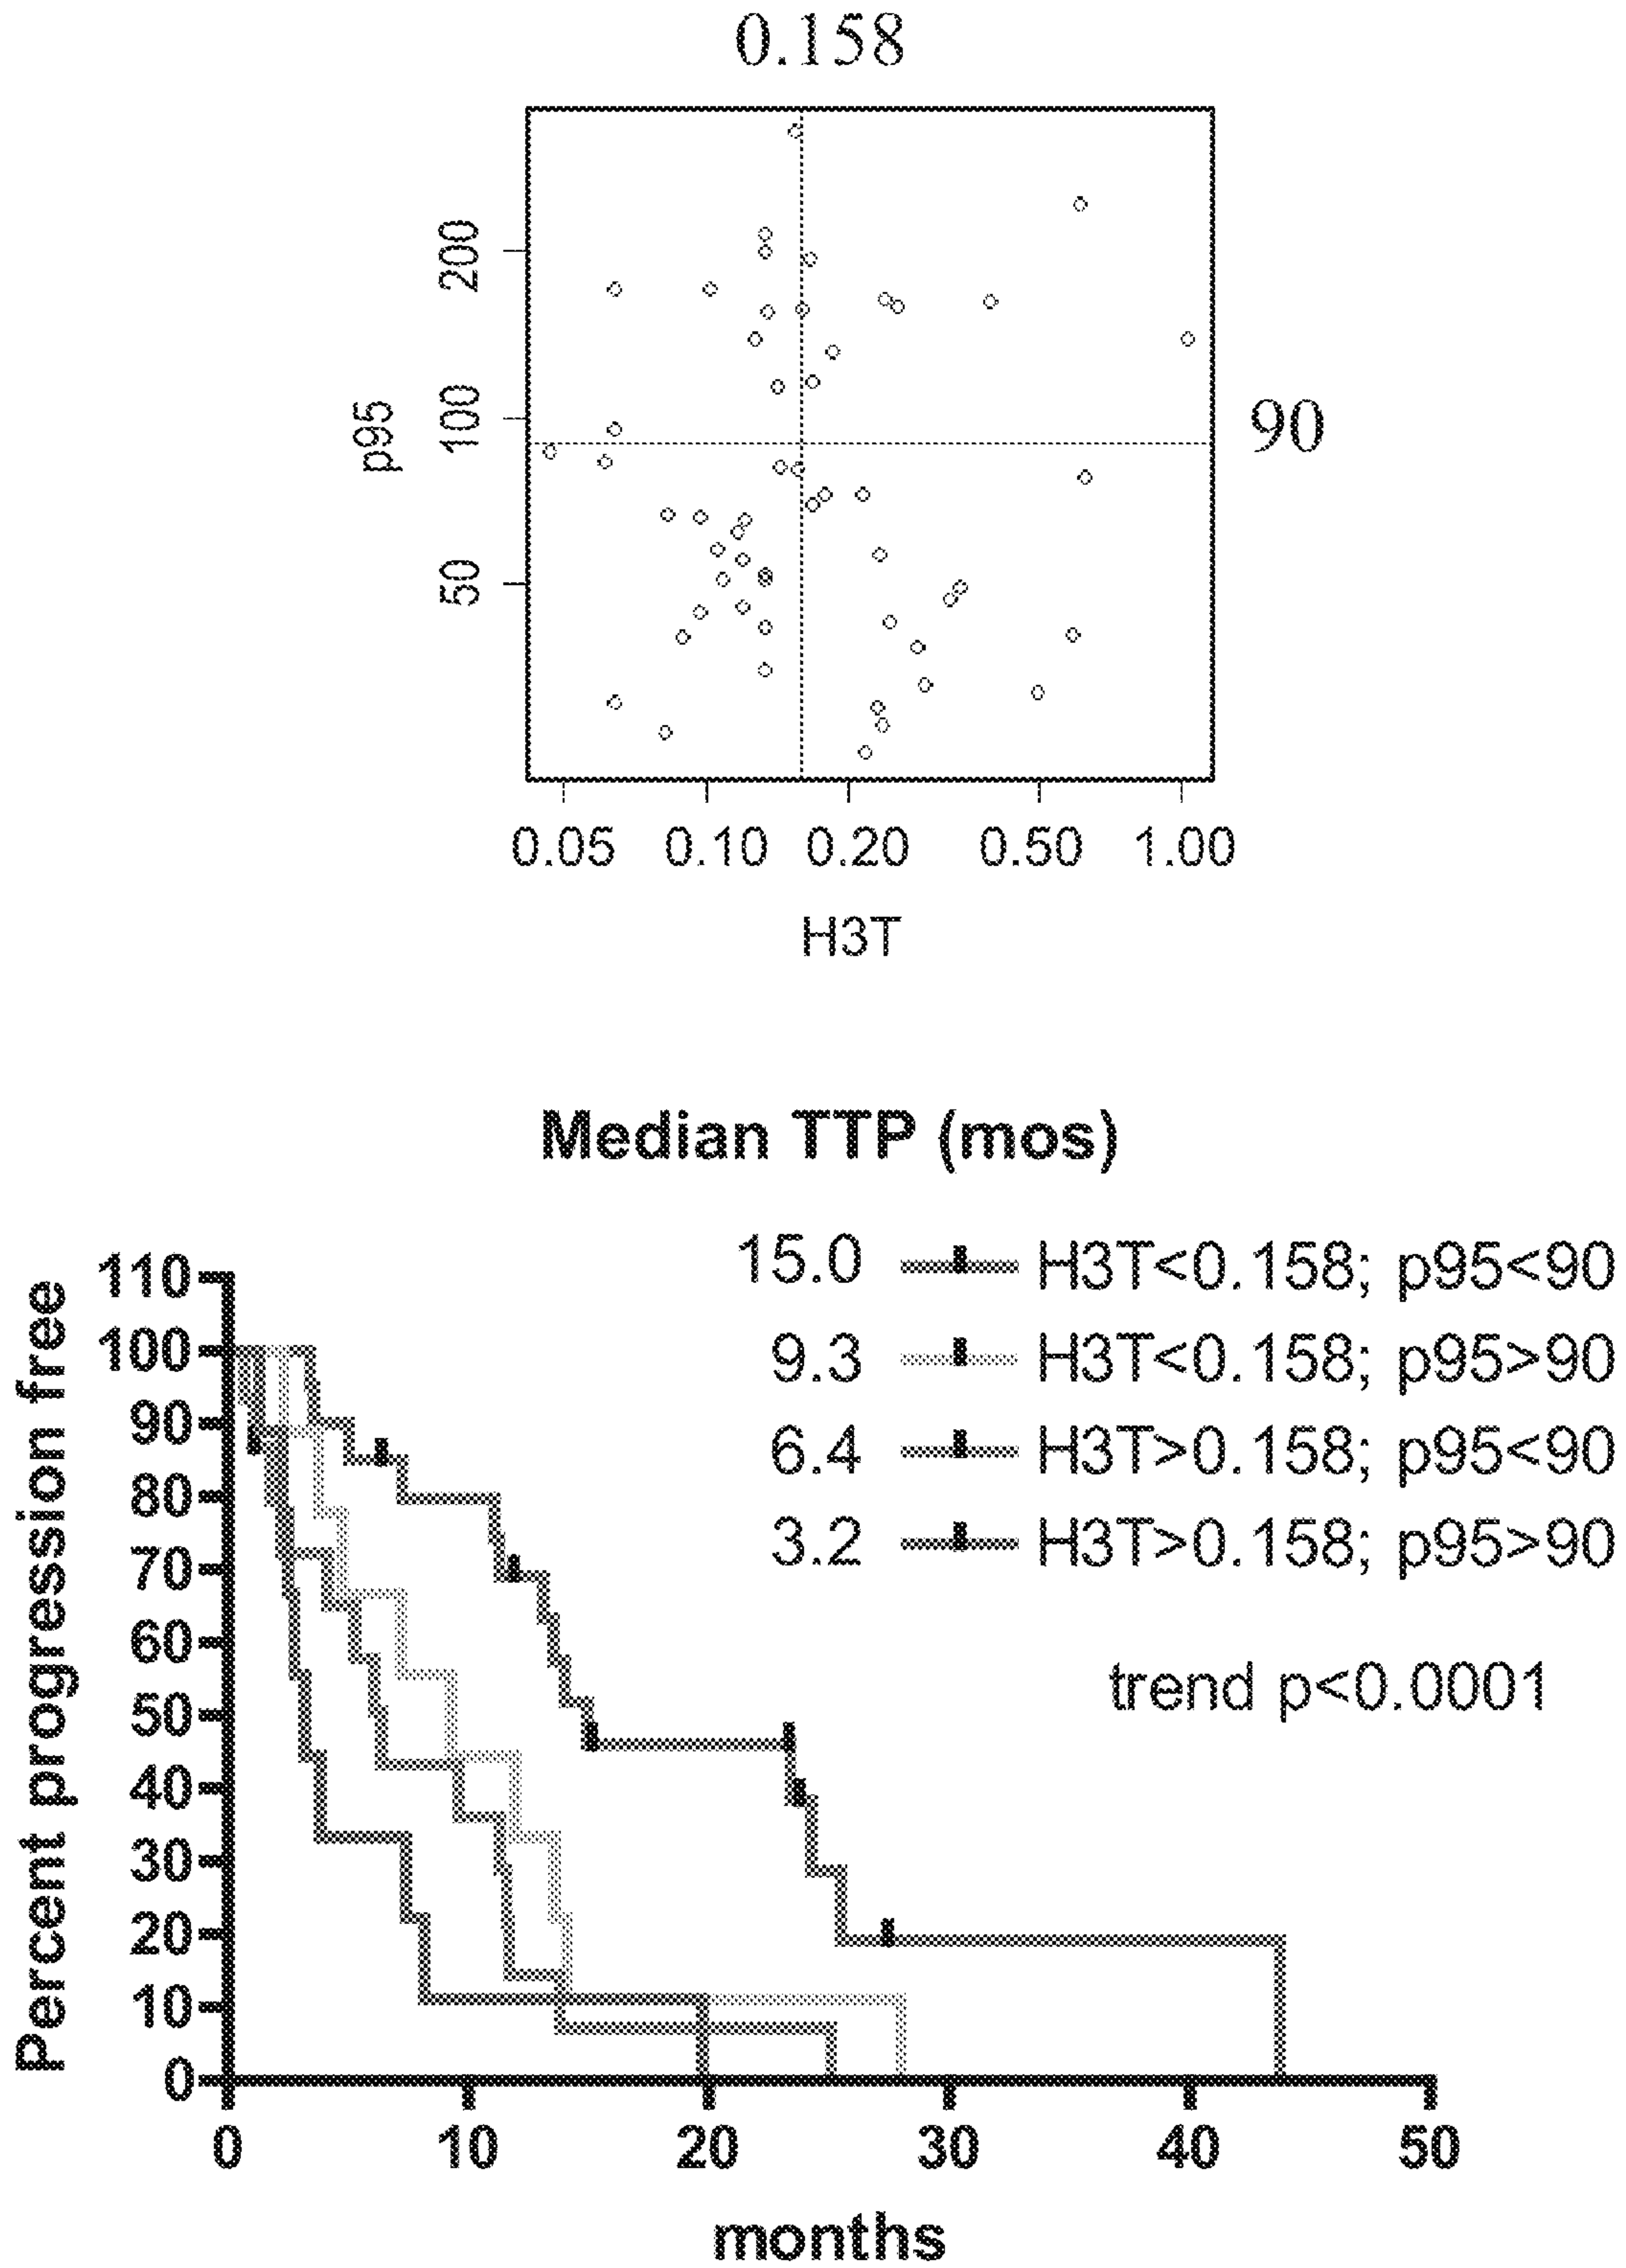 0.158
200
100
50
p95
90
0.05 0.10 0.20 0.50 1.00
H3T
Median TTP (mos)
15.0 H3T<0.158; p95<90
9.3 H3T<0.158; p95>90
6.4 H3T>0.158; p95<90
3.2 H3T>0.158; p95>90
trend p<0.0001
Percent progression free
110
100
90
80
70
60
50
40
30
20
10
0
0 10 20 30 40 50
months